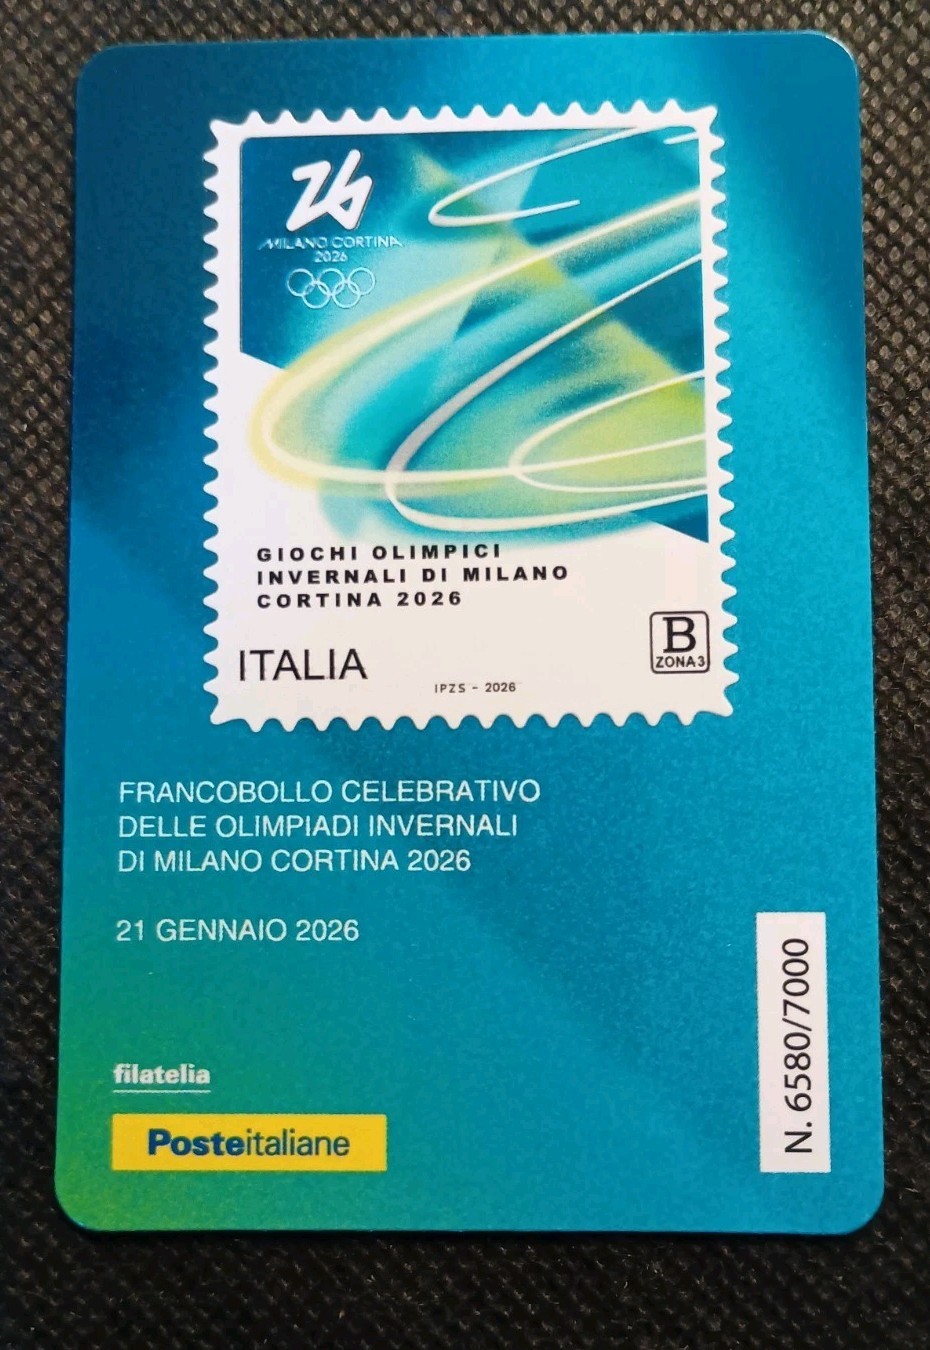 26
MILANO CORTINA
2026
GIOCHI OLIMPICI
INVERNALI DI MILANO
CORTINA 2026
ITALIA
B
ZONA 3
IPZS - 2026
FRANCOBOLLO CELEBRATIVO
DELLE OLIMPIADI INVERNALI
DI MILANO CORTINA 2026
21 GENNAIO 2026
filatelia
Posteitaliane
N. 6580/7000